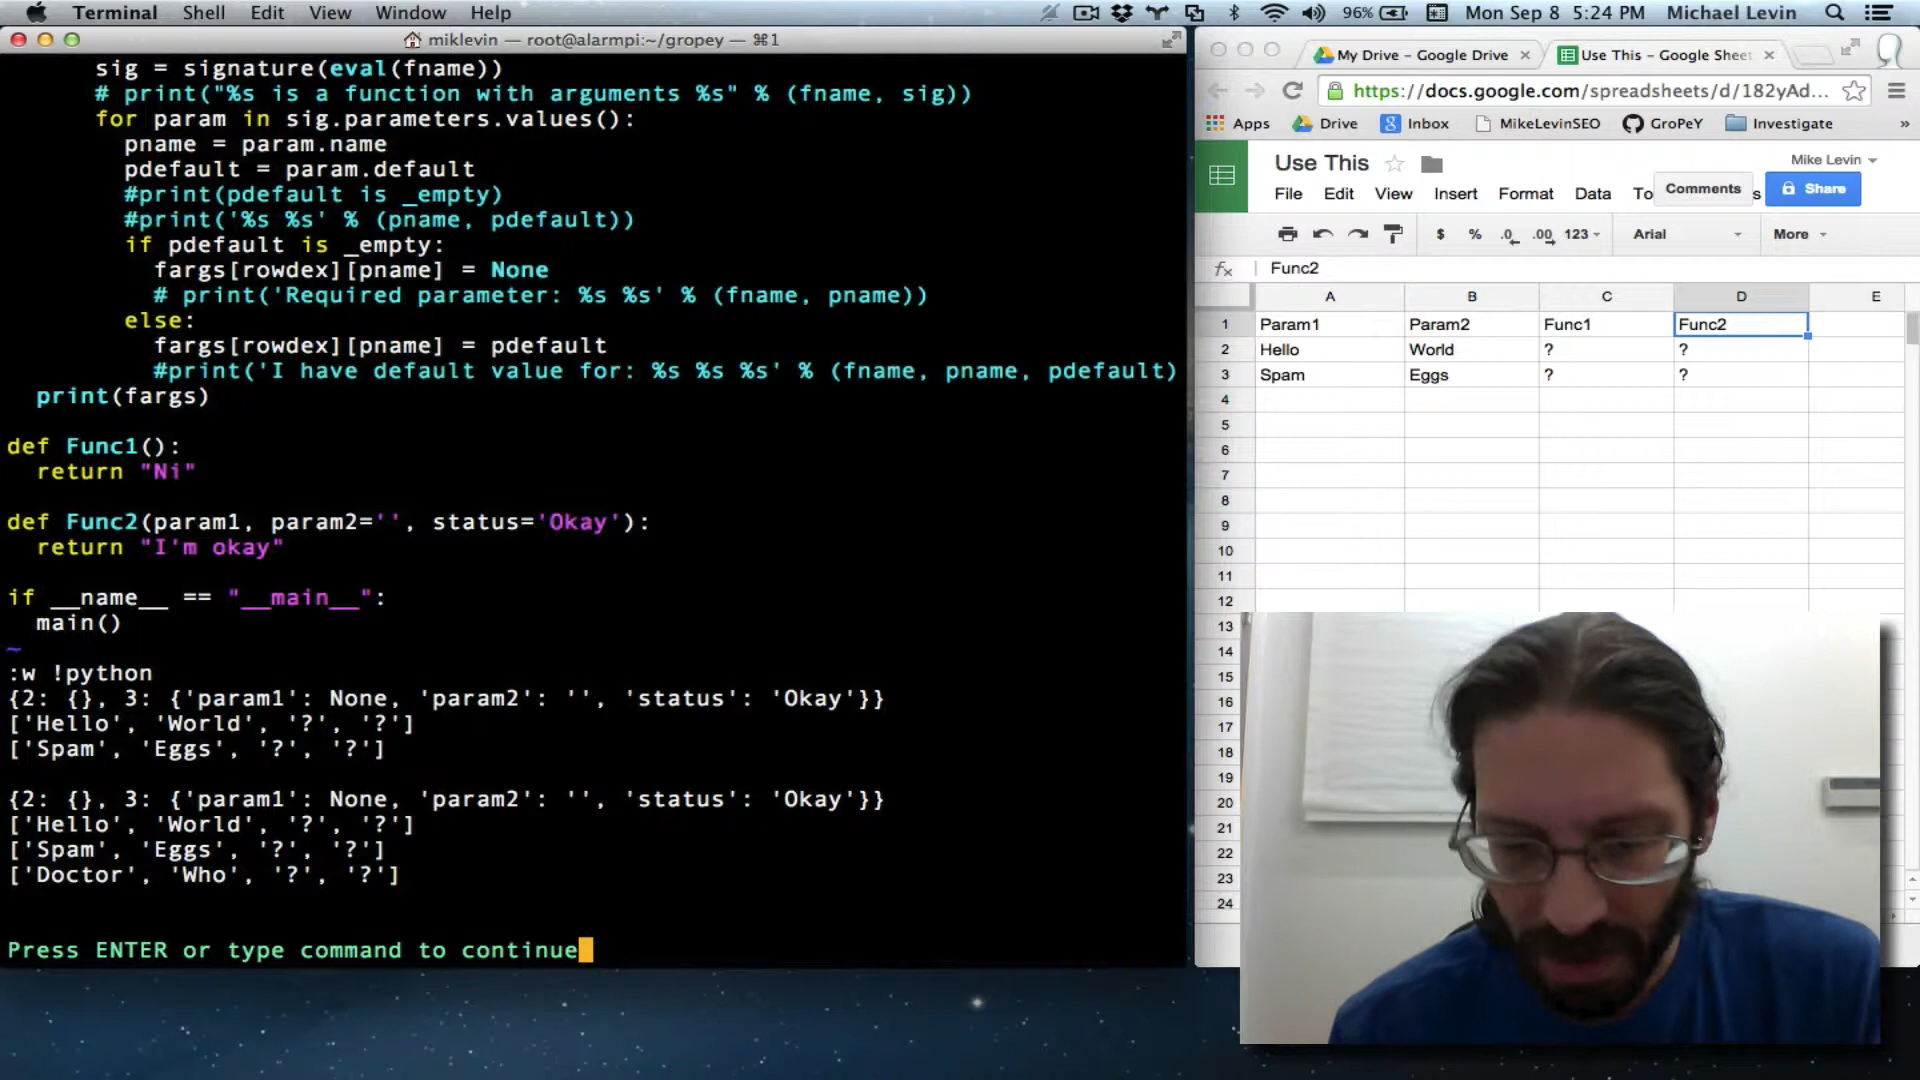 Terminal Shell Edit View Window Help
96% Mon Sep 8 5:24 PM Michael Levin
miklevin — root@alarmpi:~/gropey — ⌘1
sig = signature(eval(fname))
# print("%s is a function with arguments %s" % (fname, sig))
for param in sig.parameters.values():
pname = param.name
pdefault = param.default
#print(pdefault is _empty)
#print('%s %s' % (pname, pdefault))
if pdefault is _empty:
fargs[rowdex][pname] = None
# print('Required parameter: %s %s' % (fname, pname))
else:
fargs[rowdex][pname] = pdefault
#print('I have default value for: %s %s %s' % (fname, pname, pdefault)
print(fargs)
def Func1():
return "Ni"
def Func2(param1, param2='', status='Okay'):
return "I'm okay"
if __name__ == "__main__":
main()
~
:w !python
{2: {}, 3: {'param1': None, 'param2': '', 'status': 'Okay'}}
['Hello', 'World', '?', '?']
['Spam', 'Eggs', '?', '?']
{2: {}, 3: {'param1': None, 'param2': '', 'status': 'Okay'}}
['Hello', 'World', '?', '?']
['Spam', 'Eggs', '?', '?']
['Doctor', 'Who', '?', '?']
Press ENTER or type command to continue
My Drive – Google Drive × Use This – Google Sheet ×
https://docs.google.com/spreadsheets/d/182yAd...
Apps Drive Inbox MikeLevinSEO GroPeY Investigate »
Use This
Mike Levin
File Edit View Insert Format Data To Comments s Share
$ % .0 .00 123 Arial More
fx Func2
A B C D E
1 Param1 Param2 Func1 Func2
2 Hello World ? ?
3 Spam Eggs ? ?
4
5
6
7
8
9
10
11
12
13
14
15
16
17
18
19
20
21
22
23
24